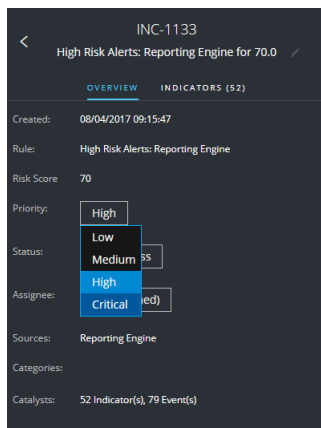 INC-1133
High Risk Alerts: Reporting Engine for 70.0
OVERVIEW INDICATORS (52)
Created: 08/04/2017 09:15:47
Rule: High Risk Alerts: Reporting Engine
Risk Score 70
Priority: High
Low
Status: Medium ss
High
Assignee: Critical ned)
Sources: Reporting Engine
Categories:
Catalysts: 52 Indicator(s), 79 Event(s)